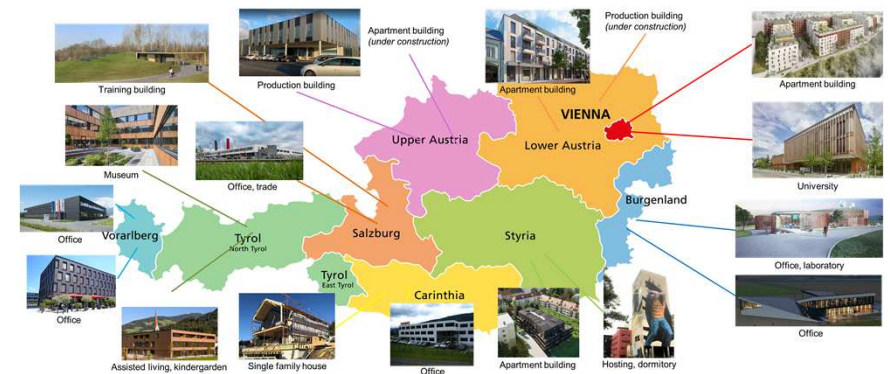 Training building
Production building
Apartment building
(under construction)
Apartment building
Production building
(under construction)
Apartment building
Museum
Office, trade
University
Office
Office
Upper Austria
VIENNA
Lower Austria
Burgenland
Vorarlberg
Tyrol
North Tyrol
Salzburg
Styria
Tyrol
East Tyrol
Carinthia
Office, laboratory
Office
Assisted living, kindergarden
Single family house
Office
Apartment building
Hosting, dormitory